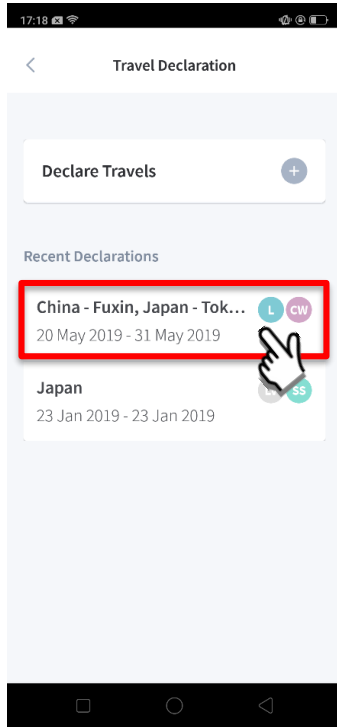 17:18
Travel Declaration
Declare Travels
Recent Declarations
China - Fuxin, Japan - Tok...
L CW
20 May 2019 - 31 May 2019
Japan
SS
23 Jan 2019 - 23 Jan 2019